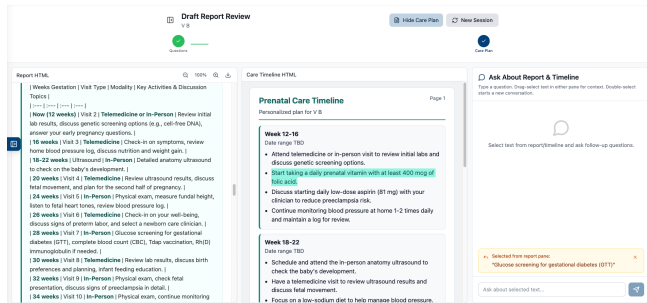 Draft Report Review
V B
Hide Care Plan
New Session
Questions
Care Plan
Report HTML
100%
| Weeks Gestation | Visit Type | Modality | Key Activities & Discussion
Topics |
| :--- | :--- | :--- | :--- |
| Now (12 weeks) | Visit 2 | Telemedicine or In-Person | Review initial
lab results, discuss genetic screening options (e.g., cell-free DNA),
answer your early pregnancy questions. |
| 16 weeks | Visit 3 | Telemedicine | Check-in on symptoms, review
home blood pressure log, discuss nutrition and weight gain. |
| 18-22 weeks | Ultrasound | In-Person | Detailed anatomy ultrasound
to check on the baby's development. |
| 20 weeks | Visit 4 | Telemedicine | Review ultrasound results, discuss
fetal movement, and plan for the second half of pregnancy. |
| 24 weeks | Visit 5 | In-Person | Physical exam, measure fundal height,
listen to fetal heart tones, review blood pressure log. |
| 26 weeks | Visit 6 | Telemedicine | Check-in on your well-being,
discuss signs of preterm labor, and select a newborn care clinician. |
| 28 weeks | Visit 7 | In-Person | Glucose screening for gestational
diabetes (GTT), complete blood count (CBC), Tdap vaccination, Rh(D)
immunoglobulin if needed. |
| 30 weeks | Visit 8 | Telemedicine | Review lab results, discuss birth
preferences and planning, infant feeding education. |
| 32 weeks | Visit 9 | In-Person | Physical exam, check fetal
presentation, discuss signs of preeclampsia in detail. |
| 34 weeks | Visit 10 | In-Person | Physical exam, continue monitoring
Care Timeline HTML
Prenatal Care Timeline
Page 1
Personalized plan for V B
Week 12-16
Date range TBD
• Attend telemedicine or in-person visit to review initial labs and
discuss genetic screening options.
• Start taking a daily prenatal vitamin with at least 400 mcg of
folic acid.
• Discuss starting daily low-dose aspirin (81 mg) with your
clinician to reduce preeclampsia risk.
• Continue monitoring blood pressure at home 1-2 times daily
and maintain a log for review.
Week 18-22
Date range TBD
• Schedule and attend the in-person anatomy ultrasound to
check the baby's development.
• Have a telemedicine visit to review ultrasound results and
discuss fetal movement.
• Focus on a low-sodium diet to help manage blood pressure.
Ask About Report & Timeline
Type a question. Drag-select text in either pane for context. Double-select
starts a new conversation.
Select text from report/timeline and ask follow-up questions.
Selected from report pane:
"Glucose screening for gestational diabetes (GTT)"
Ask about selected text...